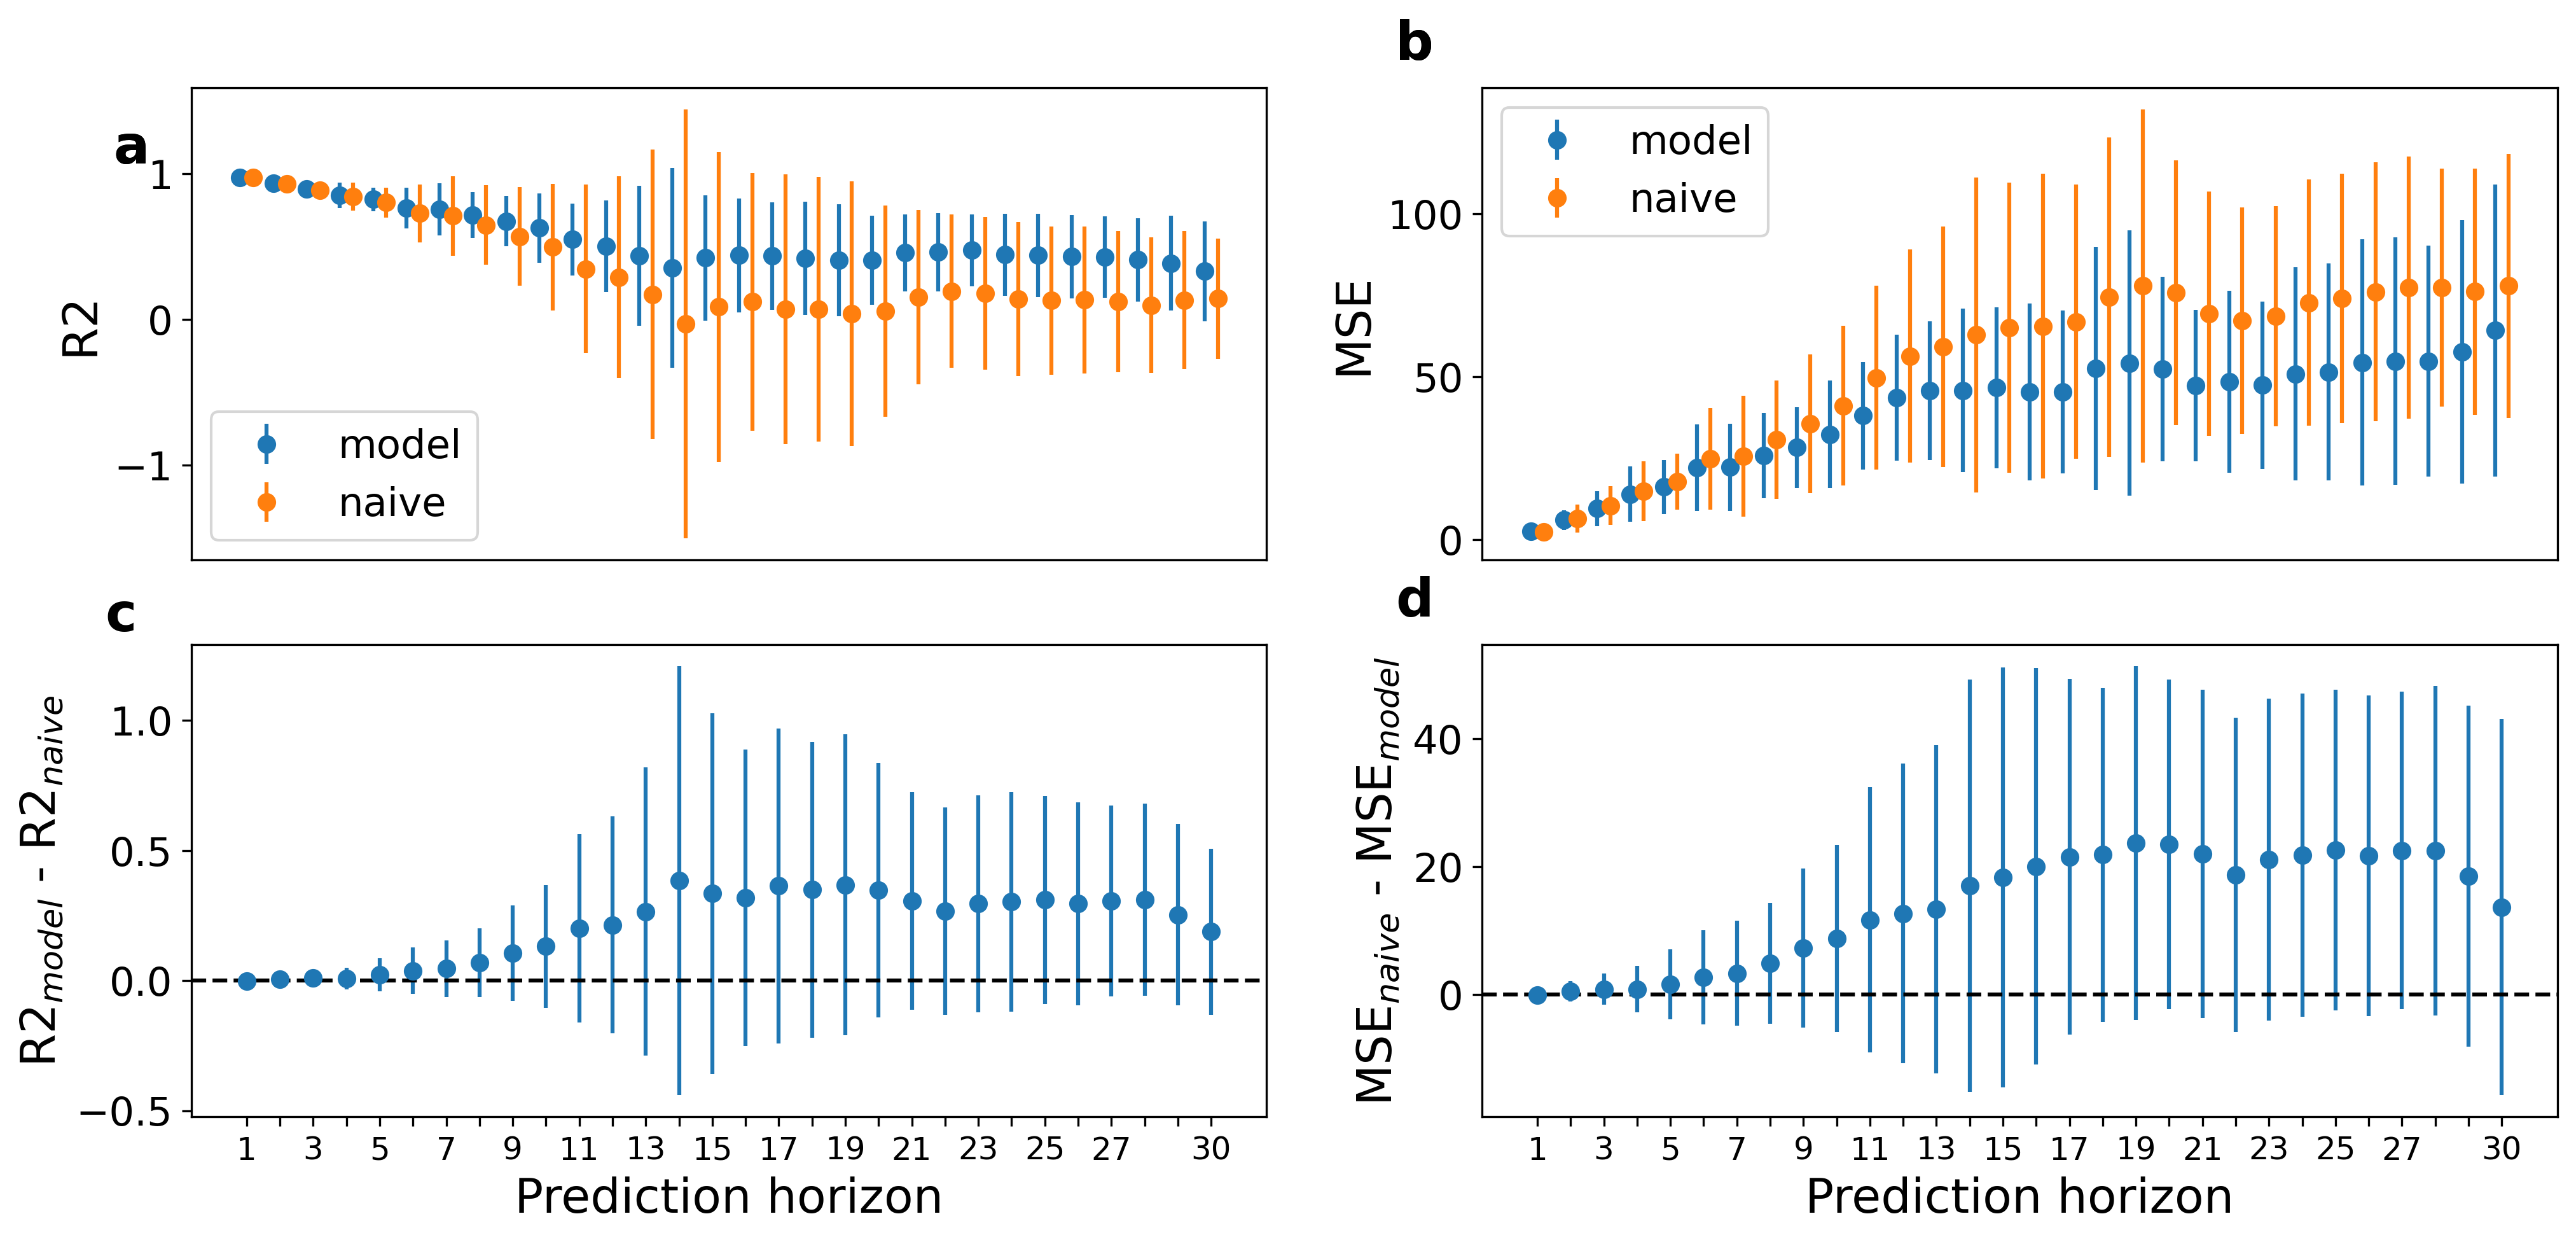 a
R2
1
0
−1
model
naive
b
MSE
100
50
0
model
naive
c
R2model - R2naive
1.0
0.5
0.0
−0.5
1 3 5 7 9 11 13 15 17 19 21 23 25 27 30
Prediction horizon
d
MSEnaive - MSEmodel
40
20
0
1 3 5 7 9 11 13 15 17 19 21 23 25 27 30
Prediction horizon